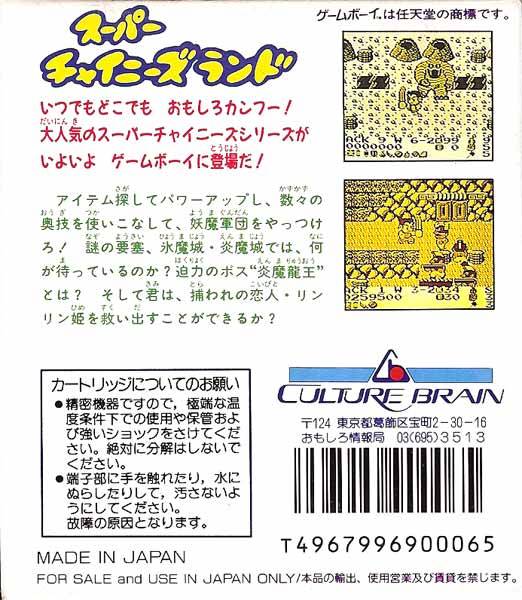 ゲームボーイは任天堂の商標です。
スーパー
チャイニーズランド
いつでもどこでも おもしろカンフー!
大人気のスーパーチャイニーズシリーズが
いよいよ ゲームボーイに登場だ!
アイテム探してパワーアップし、数々の
奥技を使いこなして、妖魔軍団をやっつけ
ろ! 謎の要塞、氷魔城・炎魔城では、何
が待っているのか? 迫力のボス“炎魔龍王”
とは? そして君は、捕われの恋人・リン
リン姫を救い出すことができるか?
カートリッジについてのお願い
●精密機器ですので,極端な温
度条件下での使用や保管およ
び強いショックをさけてくださ
い。絶対に分解はしないで
ください。
●端子部に手を触れたり,水に
ぬらしたりして,汚さないよう
にしてください。
故障の原因となります。
CULTURE BRAIN
〒124 東京都葛飾区宝町2-30-16
おもしろ情報局 03(695)3513
T4967996900065
MADE IN JAPAN
FOR SALE and USE IN JAPAN ONLY/本品の輸出、使用営業及び賃貸を禁じます。